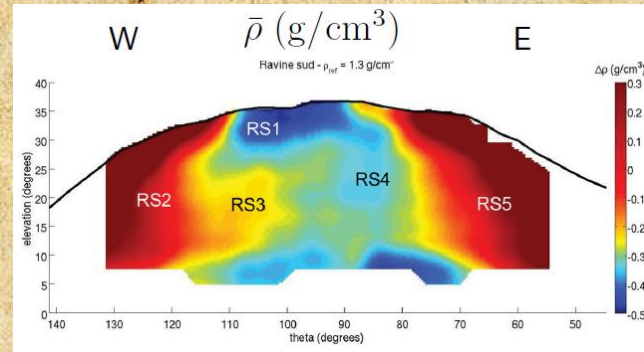 W ρ̄ (g/cm³) E
Ravine sud - ρref = 1.3 g/cm³
Δρ (g/cm³)
elevation (degrees)
40
35
30
25
20
15
10
5
0
RS1
RS2
RS3
RS4
RS5
140 130 120 110 100 90 80 70 60 50
theta (degrees)
0.3
0.2
0.1
0
-0.1
-0.2
-0.3
-0.4
-0.5